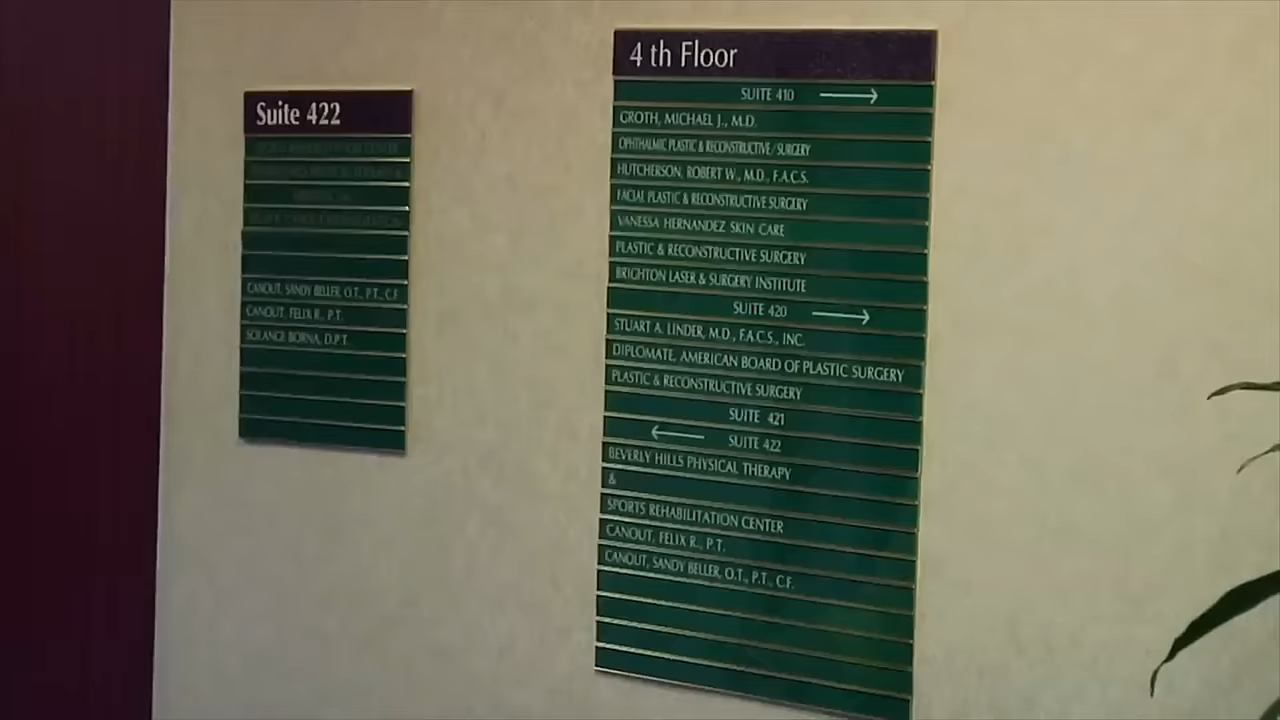 Suite 422
CANOUT, SANDY BELLER, O.T., P.T., C.F.
CANOUT, FELIX R., P.T.
SOLANGE BORNA, D.P.T.
4 th Floor
SUITE 410 →
GROTH, MICHAEL J., M.D.
OPHTHALMIC PLASTIC & RECONSTRUCTIVE/SURGERY
HUTCHERSON, ROBERT W., M.D., F.A.C.S.
FACIAL PLASTIC & RECONSTRUCTIVE SURGERY
VANESSA HERNANDEZ SKIN CARE
PLASTIC & RECONSTRUCTIVE SURGERY
BRIGHTON LASER & SURGERY INSTITUTE
SUITE 420 →
STUART A. LINDER, M.D., F.A.C.S., INC.
DIPLOMATE, AMERICAN BOARD OF PLASTIC SURGERY
PLASTIC & RECONSTRUCTIVE SURGERY
SUITE 421
← SUITE 422
BEVERLY HILLS PHYSICAL THERAPY
&
SPORTS REHABILITATION CENTER
CANOUT, FELIX R., P.T.
CANOUT, SANDY BELLER, O.T., P.T., C.F.